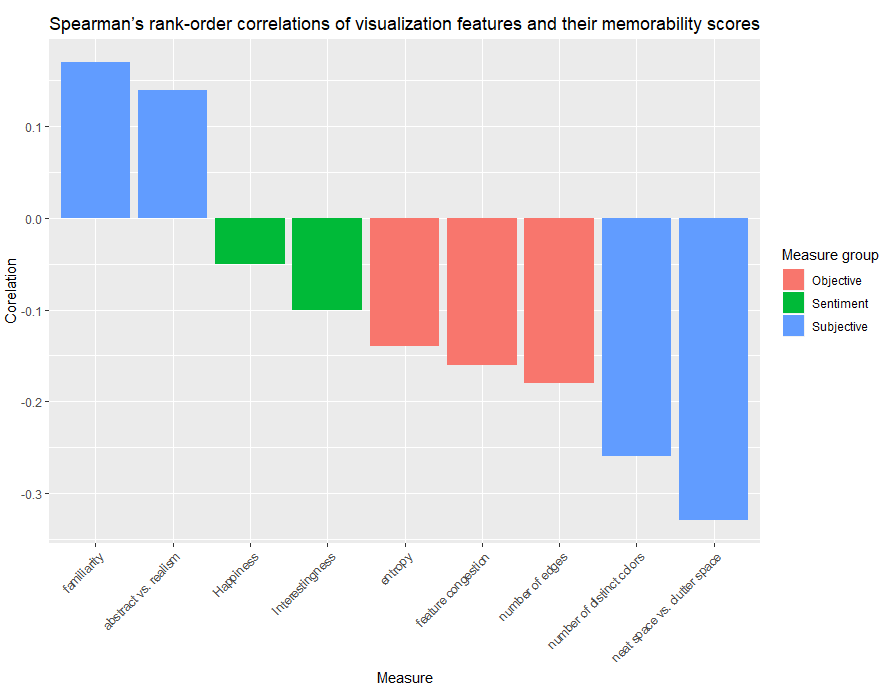 Spearman’s rank-order correlations of visualization features and their memorability scores
Corelation
0.1
0.0
-0.1
-0.2
-0.3
familiarity
abstract vs. realism
Happiness
Interestingness
entropy
feature congestion
number of edges
number of distinct colors
neat space vs. clutter space
Measure
Measure group
Objective
Sentiment
Subjective